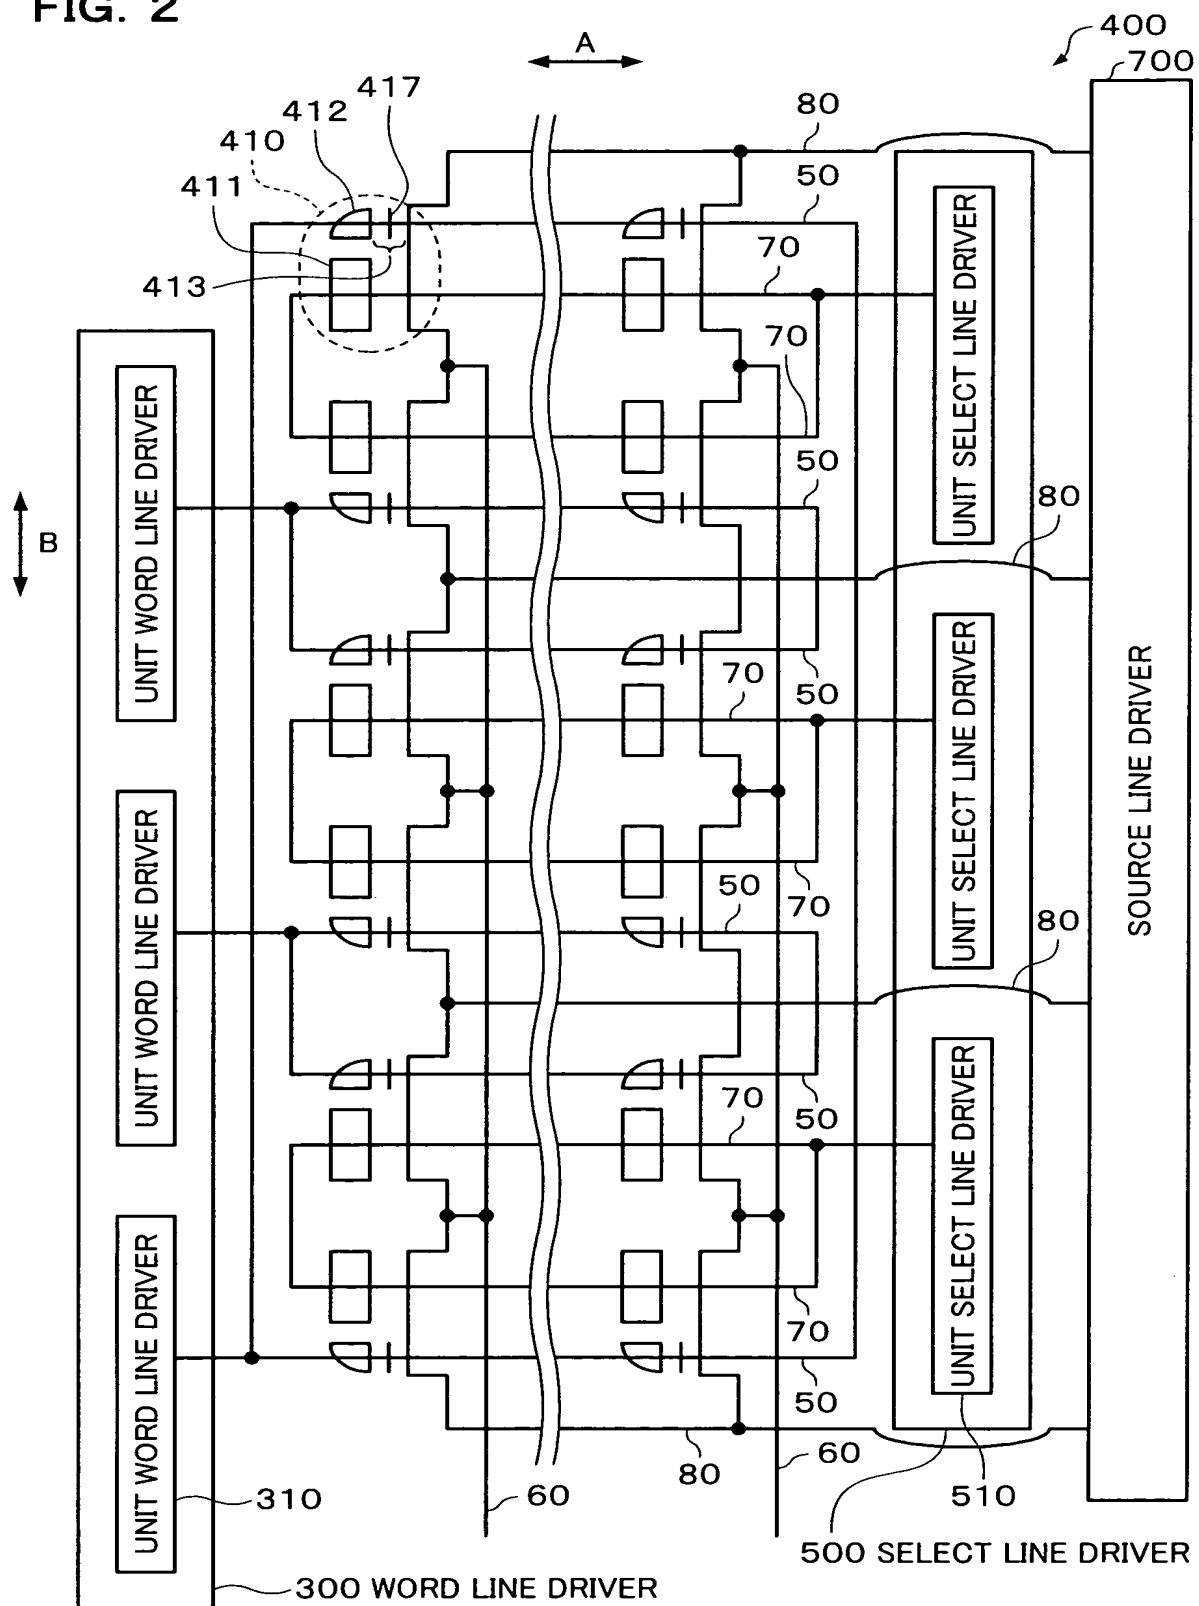 FIG. 2
A
400
700
417
412
80
410
50
411
70
413
70
50
80
B
UNIT WORD LINE DRIVER
UNIT SELECT LINE DRIVER
50
70
UNIT WORD LINE DRIVER
UNIT SELECT LINE DRIVER
SOURCE LINE DRIVER
50
70
80
50
70
UNIT WORD LINE DRIVER
UNIT SELECT LINE DRIVER
70
50
80
60
60
310
510
500 SELECT LINE DRIVER
300 WORD LINE DRIVER